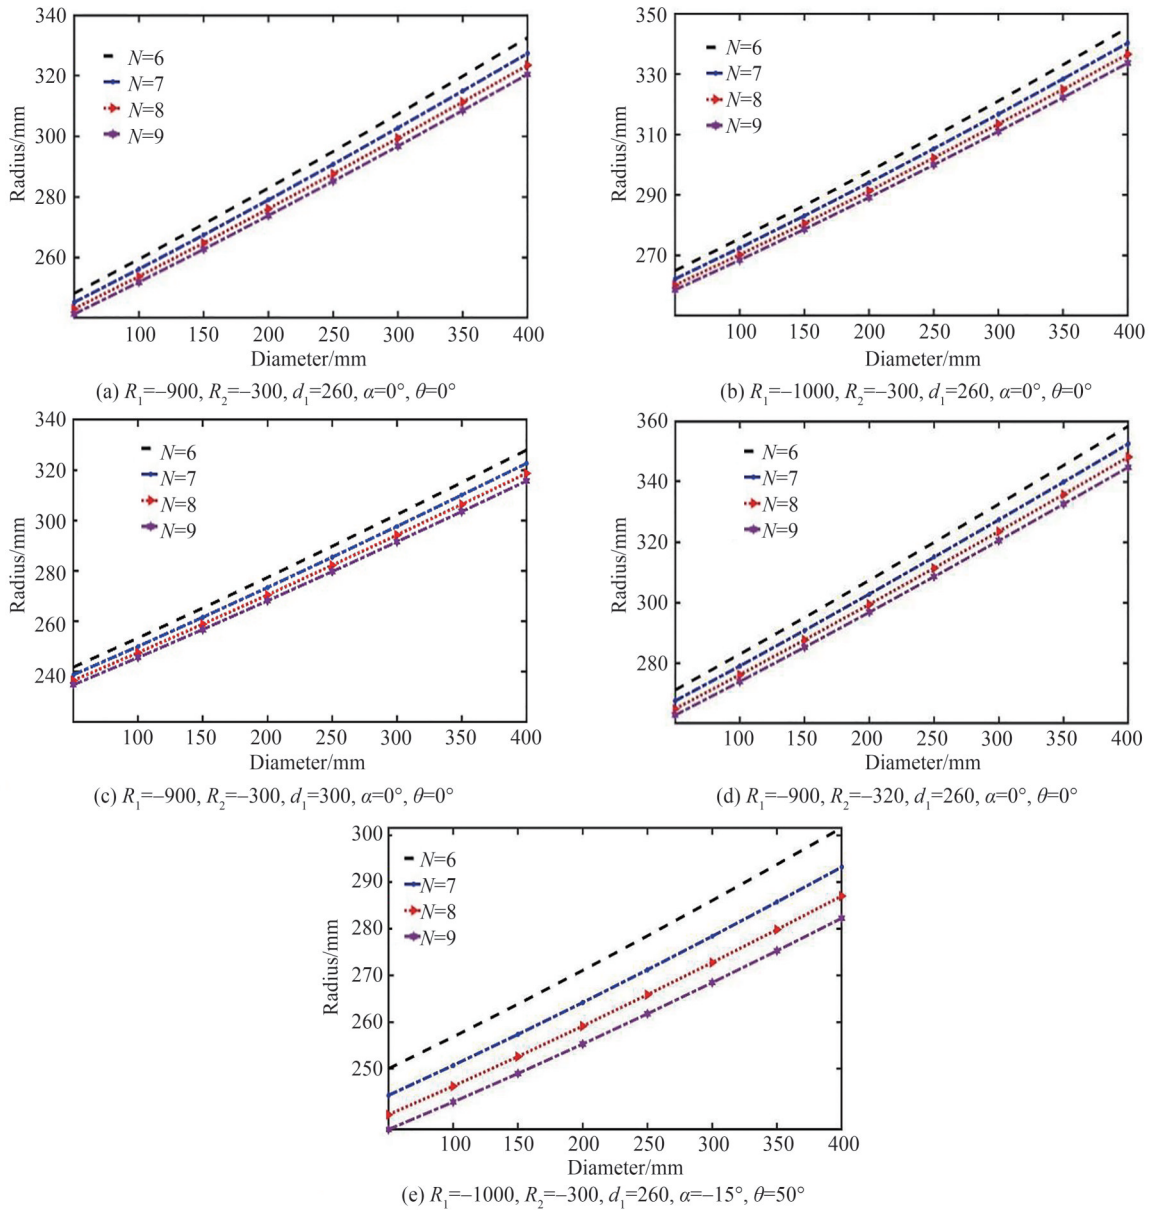 340
320
300
280
260
Radius/mm
N=6
N=7
N=8
N=9
100 150 200 250 300 350 400
Diameter/mm
(a) R₁=–900, R₂=–300, d₁=260, α=0°, θ=0°
350
330
310
290
270
Radius/mm
N=6
N=7
N=8
N=9
100 150 200 250 300 350 400
Diameter/mm
(b) R₁=–1000, R₂=–300, d₁=260, α=0°, θ=0°
340
320
300
280
260
240
Radius/mm
N=6
N=7
N=8
N=9
100 150 200 250 300 350 400
Diameter/mm
(c) R₁=–900, R₂=–300, d₁=300, α=0°, θ=0°
360
340
320
300
280
Radius/mm
N=6
N=7
N=8
N=9
100 150 200 250 300 350 400
Diameter/mm
(d) R₁=–900, R₂=–320, d₁=260, α=0°, θ=0°
300
290
280
270
260
250
Radius/mm
N=6
N=7
N=8
N=9
100 150 200 250 300 350 400
Diameter/mm
(e) R₁=–1000, R₂=–300, d₁=260, α=–15°, θ=50°